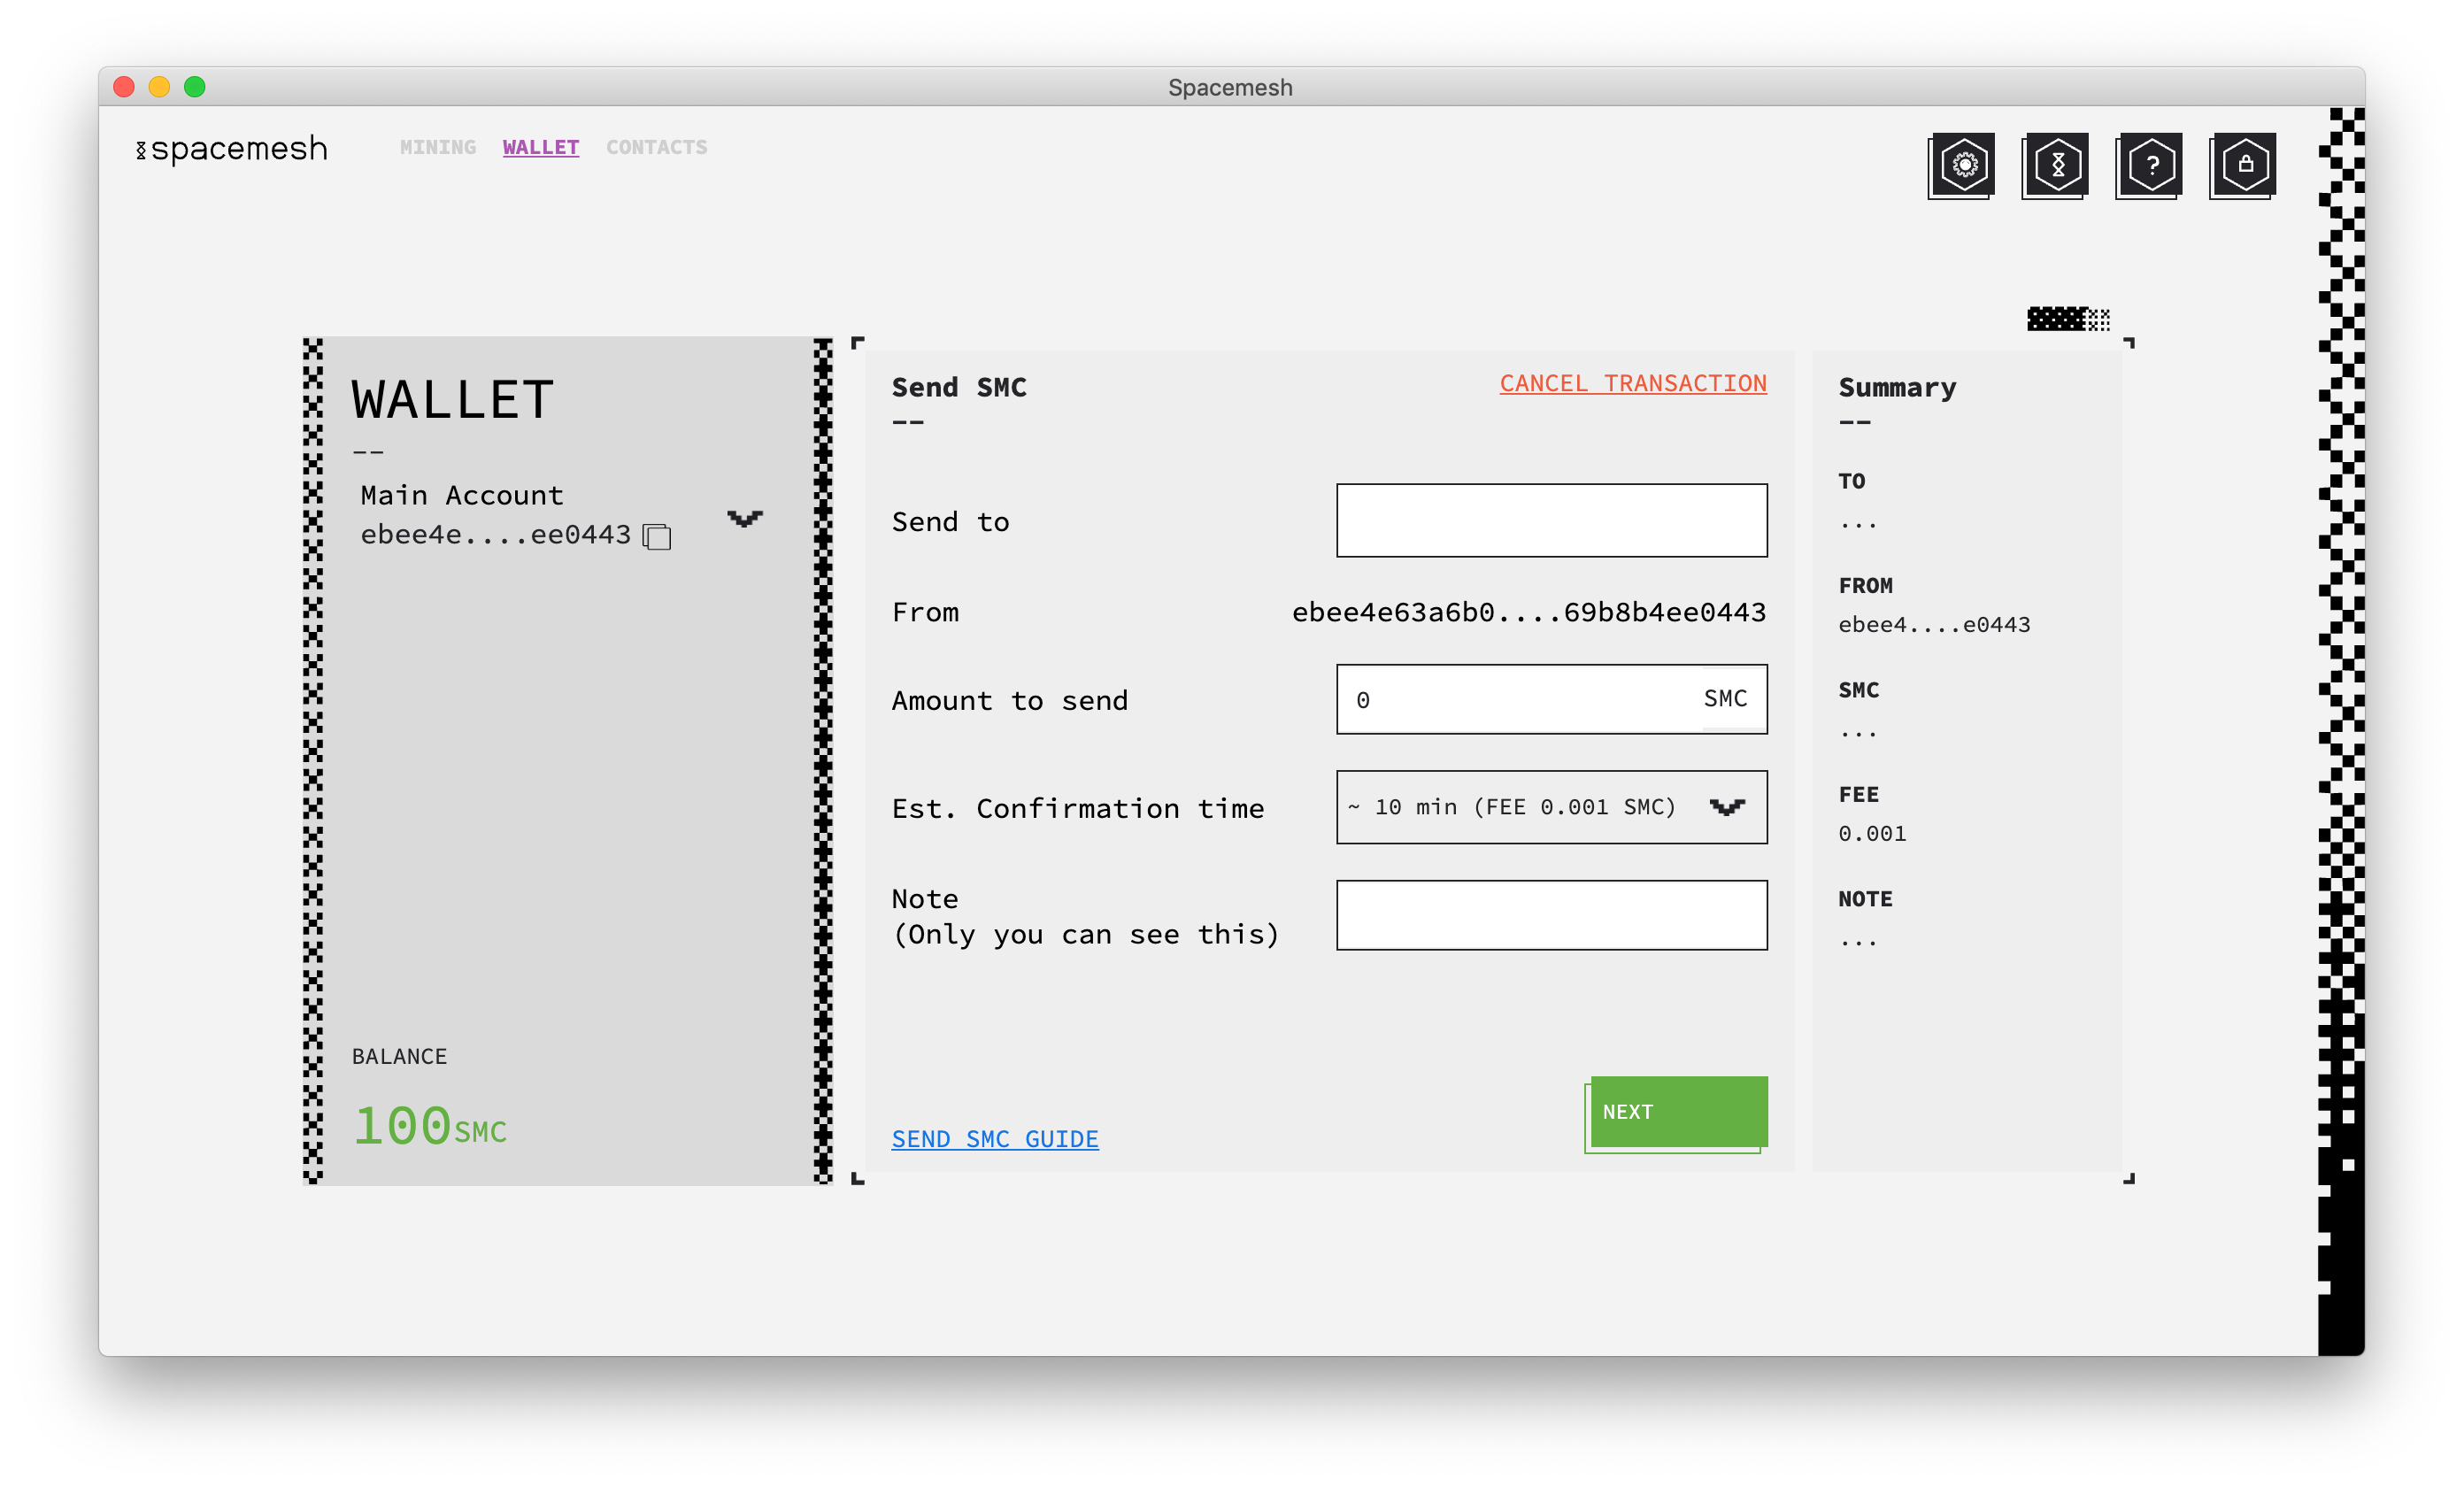 Spacemesh
spacemesh
MINING WALLET CONTACTS
?
WALLET
--
Main Account
ebee4e....ee0443
BALANCE
100SMC
Send SMC
--
CANCEL TRANSACTION
Send to
From ebee4e63a6b0....69b8b4ee0443
Amount to send 0 SMC
Est. Confirmation time ~ 10 min (FEE 0.001 SMC)
Note
(Only you can see this)
SEND SMC GUIDE
NEXT
Summary
--
TO
...
FROM
ebee4....e0443
SMC
...
FEE
0.001
NOTE
...